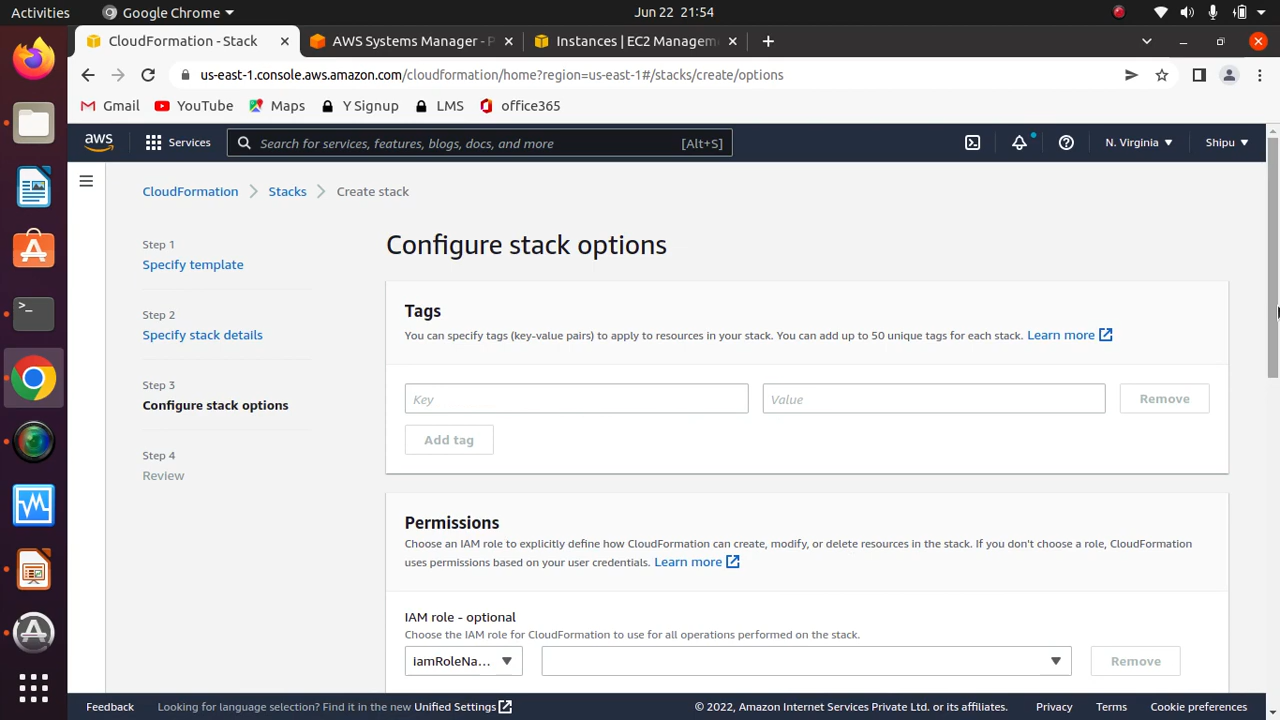 Activities Google Chrome Jun 22 21:54
CloudFormation - Stack AWS Systems Manager - P Instances | EC2 Managem
us-east-1.console.aws.amazon.com/cloudformation/home?region=us-east-1#/stacks/create/options
Gmail YouTube Maps Y Signup LMS office365
aws Services Search for services, features, blogs, docs, and more [Alt+S] N. Virginia Shipu
CloudFormation Stacks Create stack
Step 1
Specify template
Step 2
Specify stack details
Step 3
Configure stack options
Step 4
Review
Configure stack options
Tags
You can specify tags (key-value pairs) to apply to resources in your stack. You can add up to 50 unique tags for each stack. Learn more
Key Value Remove
Add tag
Permissions
Choose an IAM role to explicitly define how CloudFormation can create, modify, or delete resources in the stack. If you don't choose a role, CloudFormation
uses permissions based on your user credentials. Learn more
IAM role - optional
Choose the IAM role for CloudFormation to use for all operations performed on the stack.
iamRoleNa... Remove
Feedback Looking for language selection? Find it in the new Unified Settings © 2022, Amazon Internet Services Private Ltd. or its affiliates. Privacy Terms Cookie preferences